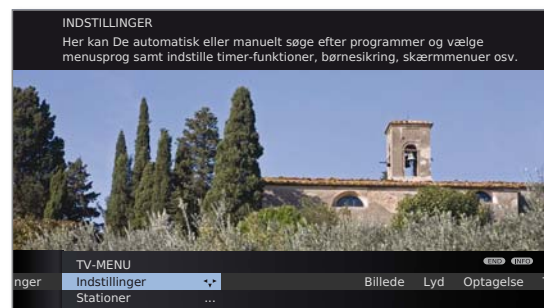 INDSTILLINGER
Her kan De automatisk eller manuelt søge efter programmer og vælge
menusprog samt indstille timer-funktioner, børnesikring, skærmmenuer osv.
TV-MENU END INFO
nger Indstillinger Billede Lyd Optagelse
Stationer ...